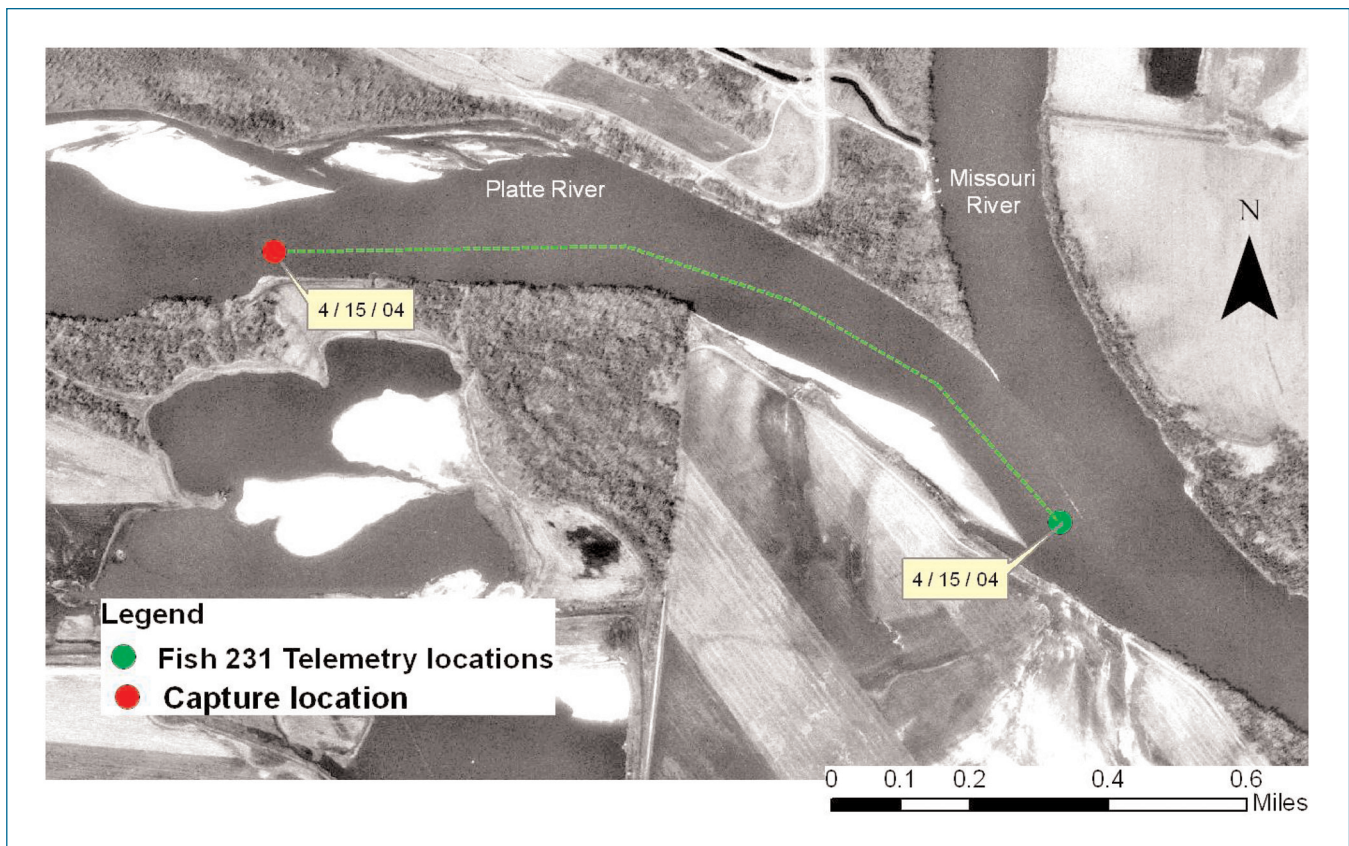 Platte River
Missouri
River
N
4 / 15 / 04
4 / 15 / 04
Legend
Fish 231 Telemetry locations
Capture location
0 0.1 0.2 0.4 0.6
Miles